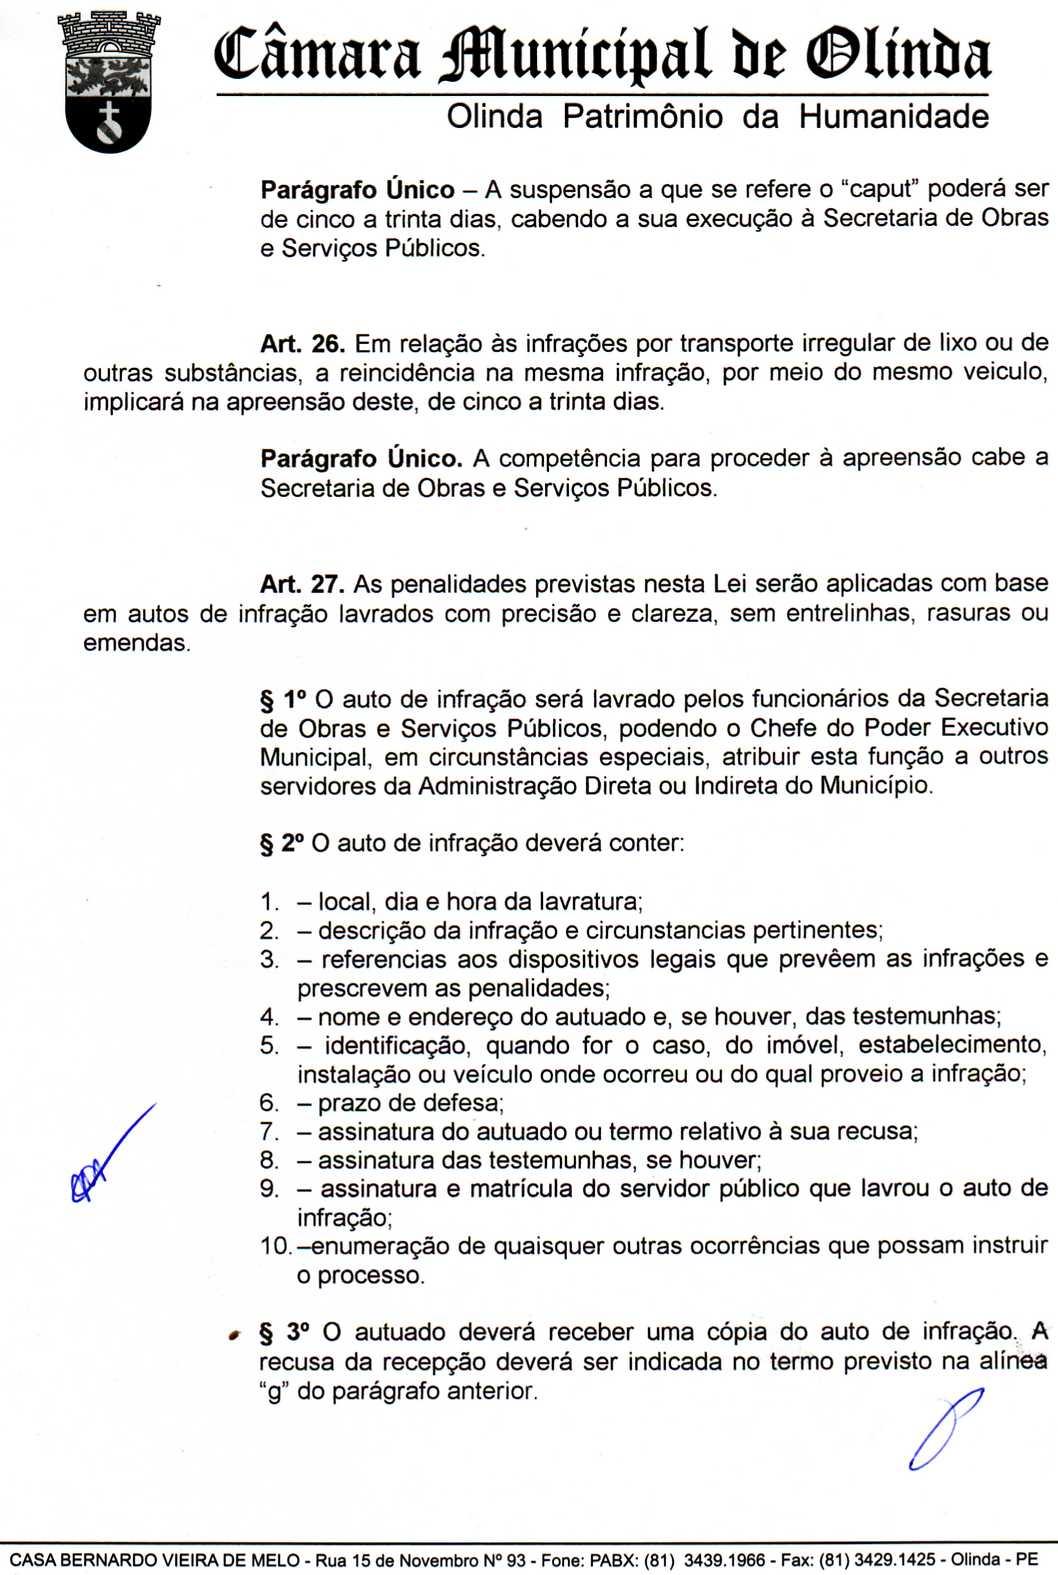 Câmara Municipal de Olinda
Olinda Patrimônio da Humanidade
Parágrafo Único – A suspensão a que se refere o “caput” poderá ser
de cinco a trinta dias, cabendo a sua execução à Secretaria de Obras
e Serviços Públicos.
Art. 26. Em relação às infrações por transporte irregular de lixo ou de
outras substâncias, a reincidência na mesma infração, por meio do mesmo veiculo,
implicará na apreensão deste, de cinco a trinta dias.
Parágrafo Único. A competência para proceder à apreensão cabe a
Secretaria de Obras e Serviços Públicos.
Art. 27. As penalidades previstas nesta Lei serão aplicadas com base
em autos de infração lavrados com precisão e clareza, sem entrelinhas, rasuras ou
emendas.
§ 1º O auto de infração será lavrado pelos funcionários da Secretaria
de Obras e Serviços Públicos, podendo o Chefe do Poder Executivo
Municipal, em circunstâncias especiais, atribuir esta função a outros
servidores da Administração Direta ou Indireta do Município.
§ 2º O auto de infração deverá conter:
1. – local, dia e hora da lavratura;
2. – descrição da infração e circunstancias pertinentes;
3. – referencias aos dispositivos legais que prevêem as infrações e
prescrevem as penalidades;
4. – nome e endereço do autuado e, se houver, das testemunhas;
5. – identificação, quando for o caso, do imóvel, estabelecimento,
instalação ou veículo onde ocorreu ou do qual proveio a infração;
6. – prazo de defesa;
7. – assinatura do autuado ou termo relativo à sua recusa;
8. – assinatura das testemunhas, se houver;
9. – assinatura e matrícula do servidor público que lavrou o auto de
infração;
10. –enumeração de quaisquer outras ocorrências que possam instruir
o processo.
§ 3º O autuado deverá receber uma cópia do auto de infração. A
recusa da recepção deverá ser indicada no termo previsto na alínea
“g” do parágrafo anterior.
CASA BERNARDO VIEIRA DE MELO - Rua 15 de Novembro Nº 93 - Fone: PABX: (81) 3439.1966 - Fax: (81) 3429.1425 - Olinda - PE